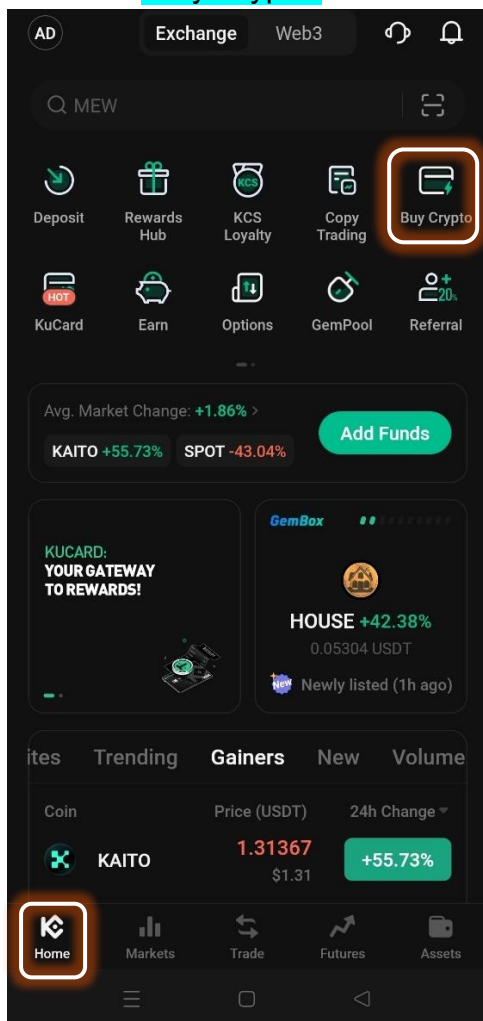 AD
Exchange Web3
MEW
Deposit
Rewards
Hub
KCS
KCS
Loyalty
Copy
Trading
Buy Crypto
HOT
KuCard
Earn
Options
GemPool
20%
Referral
Avg. Market Change: +1.86% >
KAITO +55.73% SPOT -43.04%
Add Funds
KUCARD:
YOUR GATEWAY
TO REWARDS!
GemBox
HOUSE +42.38%
0.05304 USDT
New Newly listed (1h ago)
ites Trending Gainers New Volume
Coin Price (USDT) 24h Change
KAITO 1.31367 +55.73%
$1.31
Home Markets Trade Futures Assets